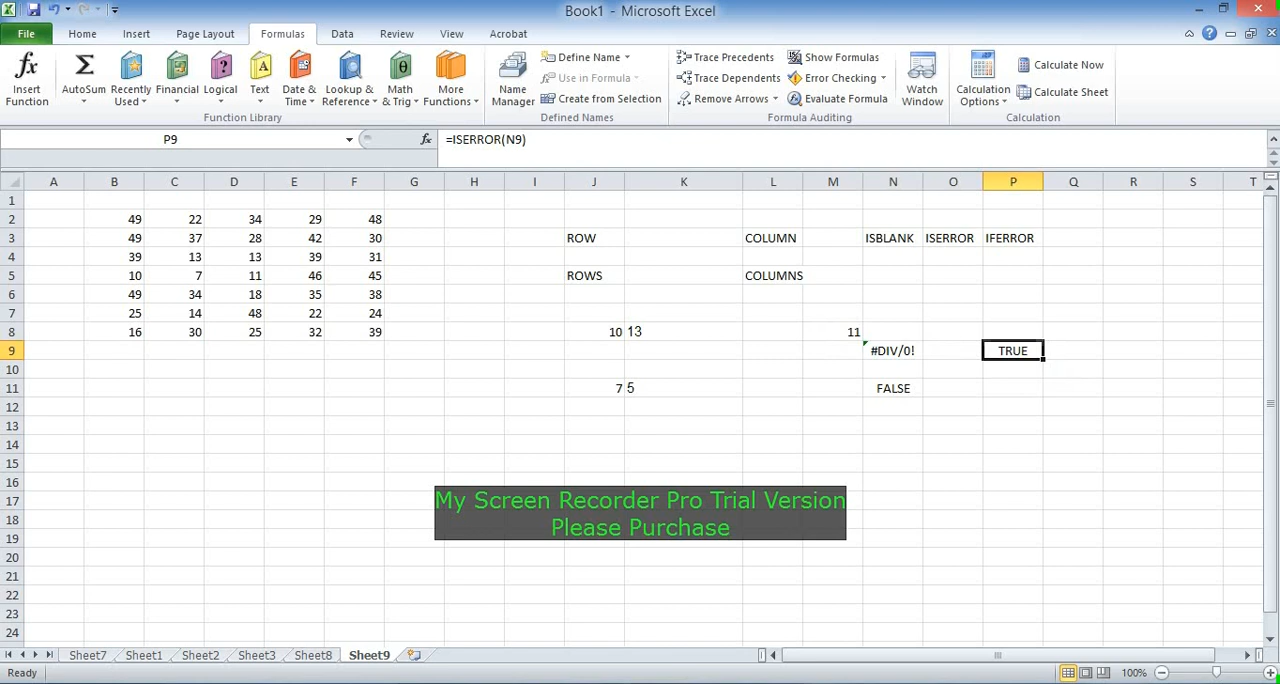 Book1 - Microsoft Excel
File Home Insert Page Layout Formulas Data Review View Acrobat
Insert Function
AutoSum
Recently Used
Financial
Logical
Text
Date & Time
Lookup & Reference
Math & Trig
More Functions
Function Library
Name Manager
Define Name
Use in Formula
Create from Selection
Defined Names
Trace Precedents
Trace Dependents
Remove Arrows
Show Formulas
Error Checking
Evaluate Formula
Formula Auditing
Watch Window
Calculation Options
Calculate Now
Calculate Sheet
Calculation
P9 fx =ISERROR(N9)
A B C D E F G H I J K L M N O P Q R S T
1
2 49 22 34 29 48
3 49 37 28 42 30 ROW COLUMN ISBLANK ISERROR IFERROR
4 39 13 13 39 31
5 10 7 11 46 45 ROWS COLUMNS
6 49 34 18 35 38
7 25 14 48 22 24
8 16 30 25 32 39 10 13 11
9 #DIV/0! TRUE
10
11 7 5 FALSE
12
13
14
15
16
17
18
19
20
21
22
23
24
My Screen Recorder Pro Trial Version
Please Purchase
Sheet7 Sheet1 Sheet2 Sheet3 Sheet8 Sheet9
Ready 100%